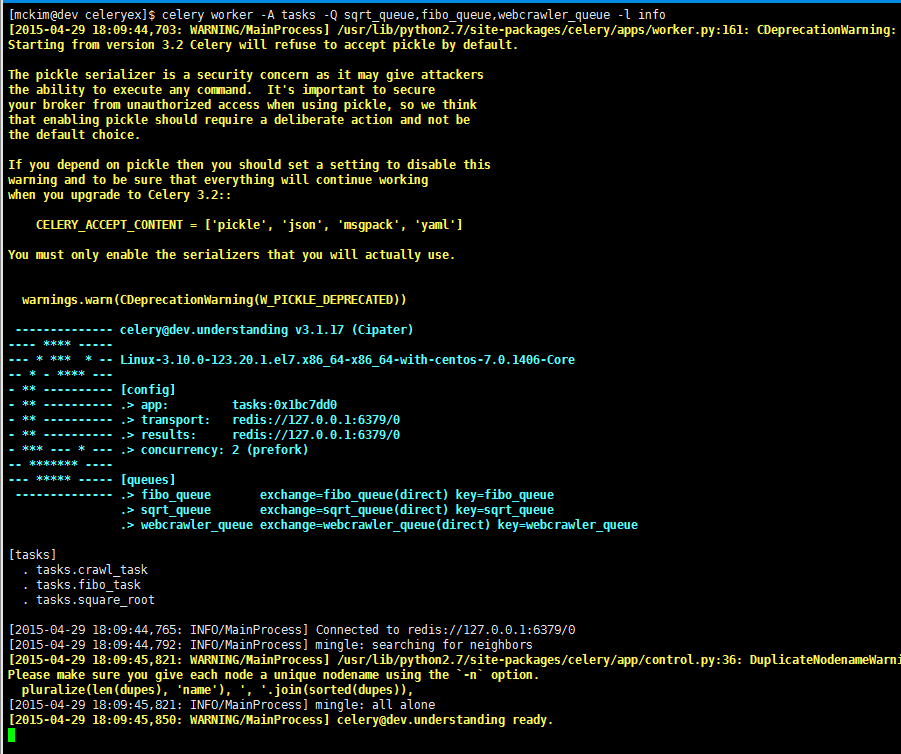 [mckim@dev celeryex]$ celery worker -A tasks -Q sqrt_queue,fibo_queue,webcrawler_queue -l info
[2015-04-29 18:09:44,703: WARNING/MainProcess] /usr/lib/python2.7/site-packages/celery/apps/worker.py:161: CDeprecationWarning:
Starting from version 3.2 Celery will refuse to accept pickle by default.

The pickle serializer is a security concern as it may give attackers
the ability to execute any command.  It's important to secure
your broker from unauthorized access when using pickle, so we think
that enabling pickle should require a deliberate action and not be
the default choice.

If you depend on pickle then you should set a setting to disable this
warning and to be sure that everything will continue working
when you upgrade to Celery 3.2::

    CELERY_ACCEPT_CONTENT = ['pickle', 'json', 'msgpack', 'yaml']

You must only enable the serializers that you will actually use.


  warnings.warn(CDeprecationWarning(W_PICKLE_DEPRECATED))

 -------------- celery@dev.understanding v3.1.17 (Cipater)
---- **** -----
--- * ***  * -- Linux-3.10.0-123.20.1.el7.x86_64-x86_64-with-centos-7.0.1406-Core
-- * - **** ---
- ** ---------- [config]
- ** ---------- .> app:         tasks:0x1bc7dd0
- ** ---------- .> transport:   redis://127.0.0.1:6379/0
- ** ---------- .> results:     redis://127.0.0.1:6379/0
- *** --- * --- .> concurrency: 2 (prefork)
-- ******* ----
--- ***** ----- [queues]
 -------------- .> fibo_queue       exchange=fibo_queue(direct) key=fibo_queue
                .> sqrt_queue       exchange=sqrt_queue(direct) key=sqrt_queue
                .> webcrawler_queue exchange=webcrawler_queue(direct) key=webcrawler_queue

[tasks]
  . tasks.crawl_task
  . tasks.fibo_task
  . tasks.square_root

[2015-04-29 18:09:44,765: INFO/MainProcess] Connected to redis://127.0.0.1:6379/0
[2015-04-29 18:09:44,792: INFO/MainProcess] mingle: searching for neighbors
[2015-04-29 18:09:45,821: WARNING/MainProcess] /usr/lib/python2.7/site-packages/celery/app/control.py:36: DuplicateNodenameWarni
Please make sure you give each node a unique nodename using the `-n` option.
  pluralize(len(dupes), 'name'), ', '.join(sorted(dupes)),
[2015-04-29 18:09:45,821: INFO/MainProcess] mingle: all alone
[2015-04-29 18:09:45,850: WARNING/MainProcess] celery@dev.understanding ready.